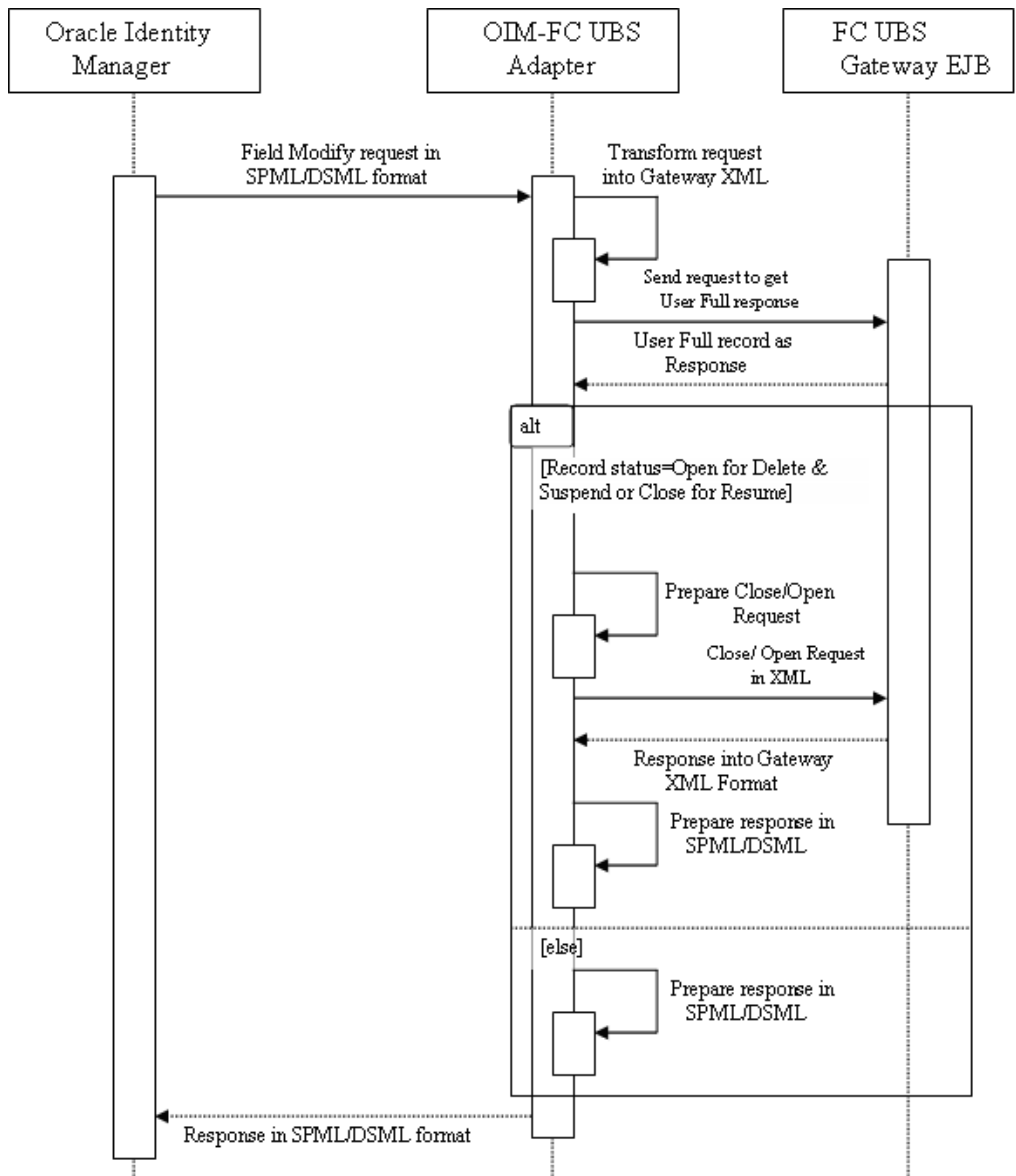 Oracle Identity
Manager
OIM-FC UBS
Adapter
FC UBS
Gateway EJB
Field Modify request in
SPML/DSML format
Transform request
into Gateway XML
Send request to get
User Full response
User Full record as
Response
alt
[Record status=Open for Delete &
Suspend or Close for Resume]
Prepare Close/Open
Request
Close/ Open Request
in XML
Response into Gateway
XML Format
Prepare response in
SPML/DSML
[else]
Prepare response in
SPML/DSML
Response in SPML/DSML format